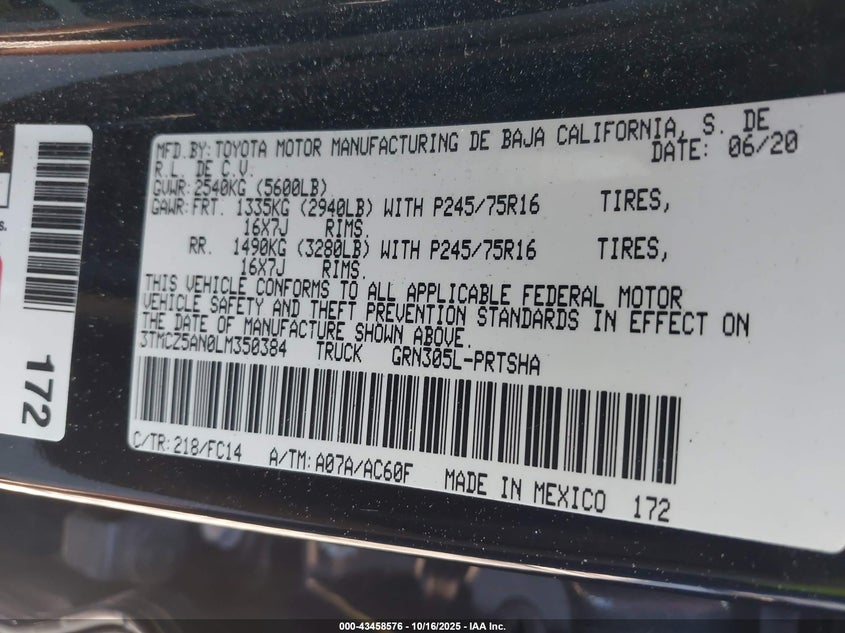 MFD.BY:TOYOTA MOTOR MANUFACTURING DE BAJA CALIFORNIA, S. DE
R.L. DE C.V.
DATE: 06/20
GVWR:2540KG (5600LB)
GAWR:FRT. 1335KG (2940LB) WITH P245/75R16 TIRES,
16X7J RIMS.
RR. 1490KG (3280LB) WITH P245/75R16 TIRES,
16X7J RIMS.
THIS VEHICLE CONFORMS TO ALL APPLICABLE FEDERAL MOTOR
VEHICLE SAFETY AND THEFT PREVENTION STANDARDS IN EFFECT ON
THE DATE OF MANUFACTURE SHOWN ABOVE.
3TMCZ5AN0LM350384 TRUCK GRN305L-PRTSHA
C/TR:218/FC14 A/TM:A07A/AC60F MADE IN MEXICO 172
172
000-43458576 - 10/16/2025 - IAA Inc.